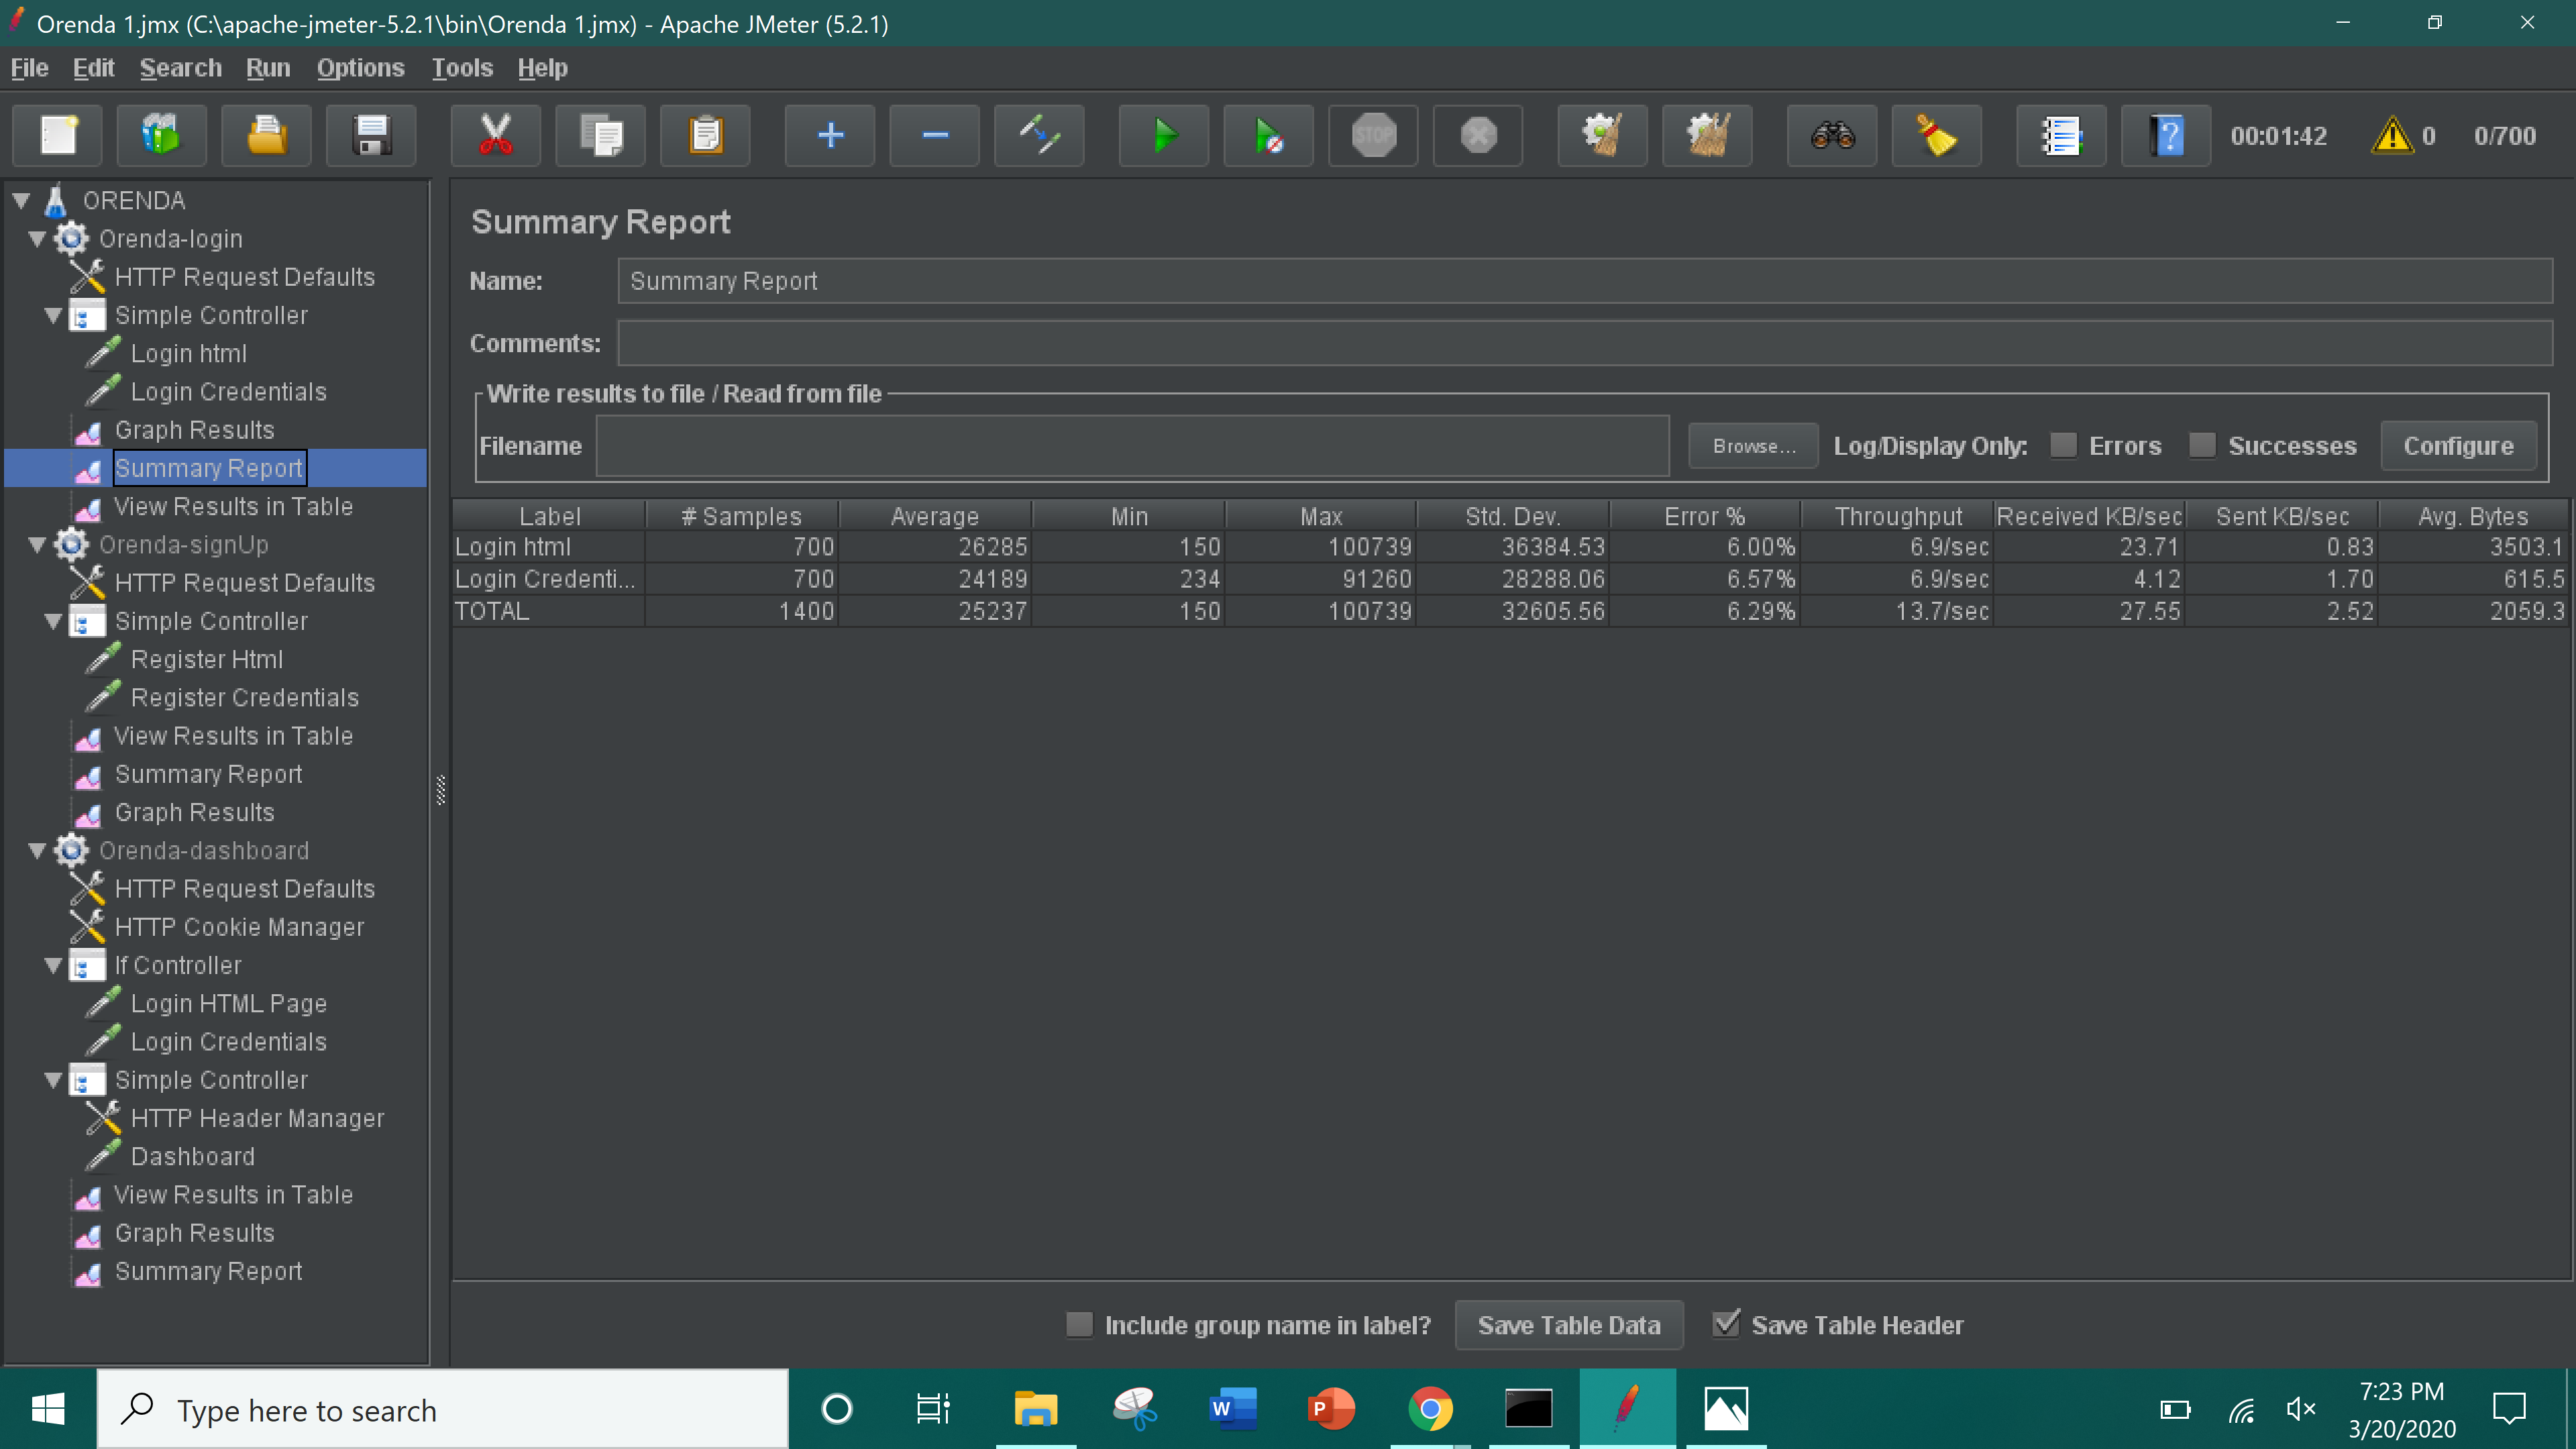 Orenda 1.jmx (C:\apache-jmeter-5.2.1\bin\Orenda 1.jmx) - Apache JMeter (5.2.1)
File Edit Search Run Options Tools Help
STOP 00:01:42 0 0/700
ORENDA
Orenda-login
HTTP Request Defaults
Simple Controller
Login html
Login Credentials
Graph Results
Summary Report
View Results in Table
Orenda-signUp
HTTP Request Defaults
Simple Controller
Register Html
Register Credentials
View Results in Table
Summary Report
Graph Results
Orenda-dashboard
HTTP Request Defaults
HTTP Cookie Manager
If Controller
Login HTML Page
Login Credentials
Simple Controller
HTTP Header Manager
Dashboard
View Results in Table
Graph Results
Summary Report
Summary Report
Name: Summary Report
Comments:
Write results to file / Read from file
Filename Browse... Log/Display Only: Errors Successes Configure
Label # Samples Average Min Max Std. Dev. Error % Throughput Received KB/sec Sent KB/sec Avg. Bytes
Login html 700 26285 150 100739 36384.53 6.00% 6.9/sec 23.71 0.83 3503.1
Login Credenti... 700 24189 234 91260 28288.06 6.57% 6.9/sec 4.12 1.70 615.5
TOTAL 1400 25237 150 100739 32605.56 6.29% 13.7/sec 27.55 2.52 2059.3
Include group name in label? Save Table Data Save Table Header
Type here to search
W P
7:23 PM
3/20/2020